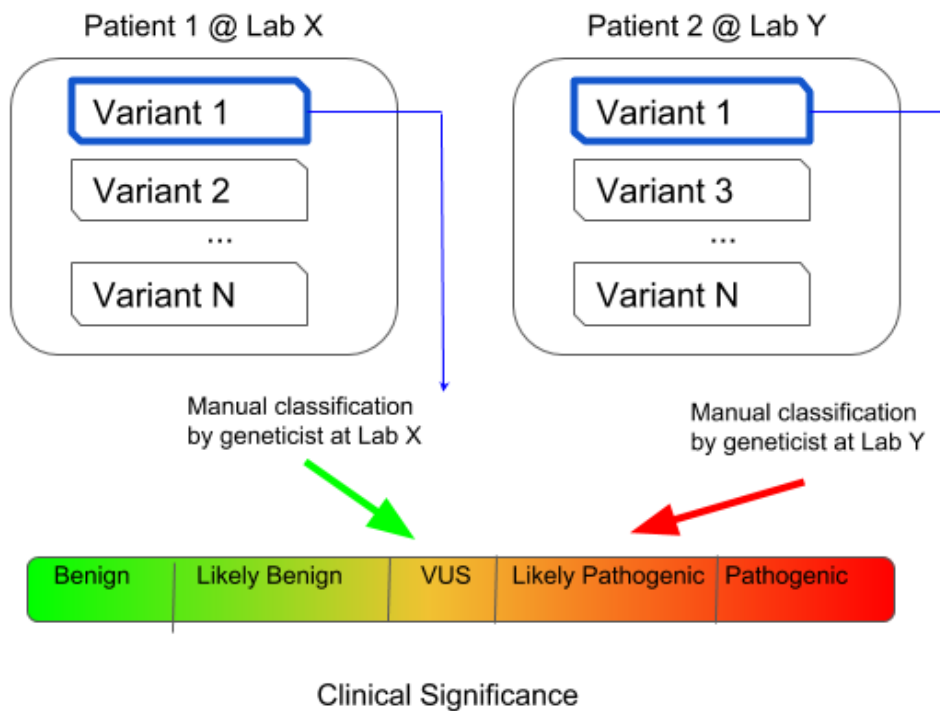 Patient 1 @ Lab X
Variant 1
Variant 2
...
Variant N
Patient 2 @ Lab Y
Variant 1
Variant 3
...
Variant N
Manual classification
by geneticist at Lab X
Manual classification
by geneticist at Lab Y
Benign
Likely Benign
VUS
Likely Pathogenic
Pathogenic
Clinical Significance